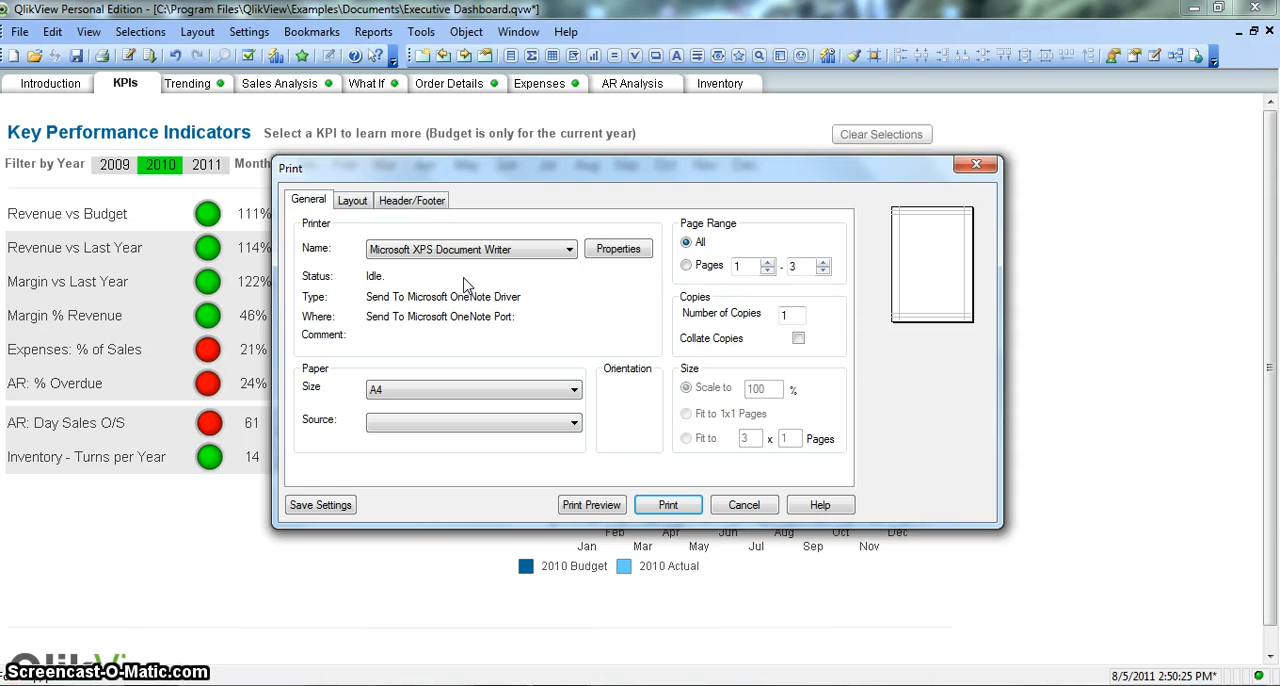 QlikView Personal Edition - [C:\Program Files\QlikView\Examples\Documents\Executive Dashboard.qvw*]
File Edit View Selections Layout Settings Bookmarks Reports Tools Object Window Help
Introduction KPIs Trending Sales Analysis What If Order Details Expenses AR Analysis Inventory
Key Performance Indicators Select a KPI to learn more (Budget is only for the current year) Clear Selections
Filter by Year 2009 2010 2011 Month
Revenue vs Budget 111%
Revenue vs Last Year 114%
Margin vs Last Year 122%
Margin % Revenue 46%
Expenses: % of Sales 21%
AR: % Overdue 24%
AR: Day Sales O/S 61
Inventory - Turns per Year 14
Print
General Layout Header/Footer
Printer
Name: Microsoft XPS Document Writer Properties
Status: Idle.
Type: Send To Microsoft OneNote Driver
Where: Send To Microsoft OneNote Port:
Comment:
Page Range
All
Pages 1 - 3
Copies
Number of Copies 1
Collate Copies
Paper
Size A4
Source:
Orientation
Size
Scale to 100 %
Fit to 1x1 Pages
Fit to 3 x 1 Pages
Save Settings Print Preview Print Cancel Help
Feb Apr Jun Aug Oct Dec
Jan Mar May Jul Sep Nov
2010 Budget 2010 Actual
Screencast-O-Matic.com
8/5/2011 2:50:25 PM*